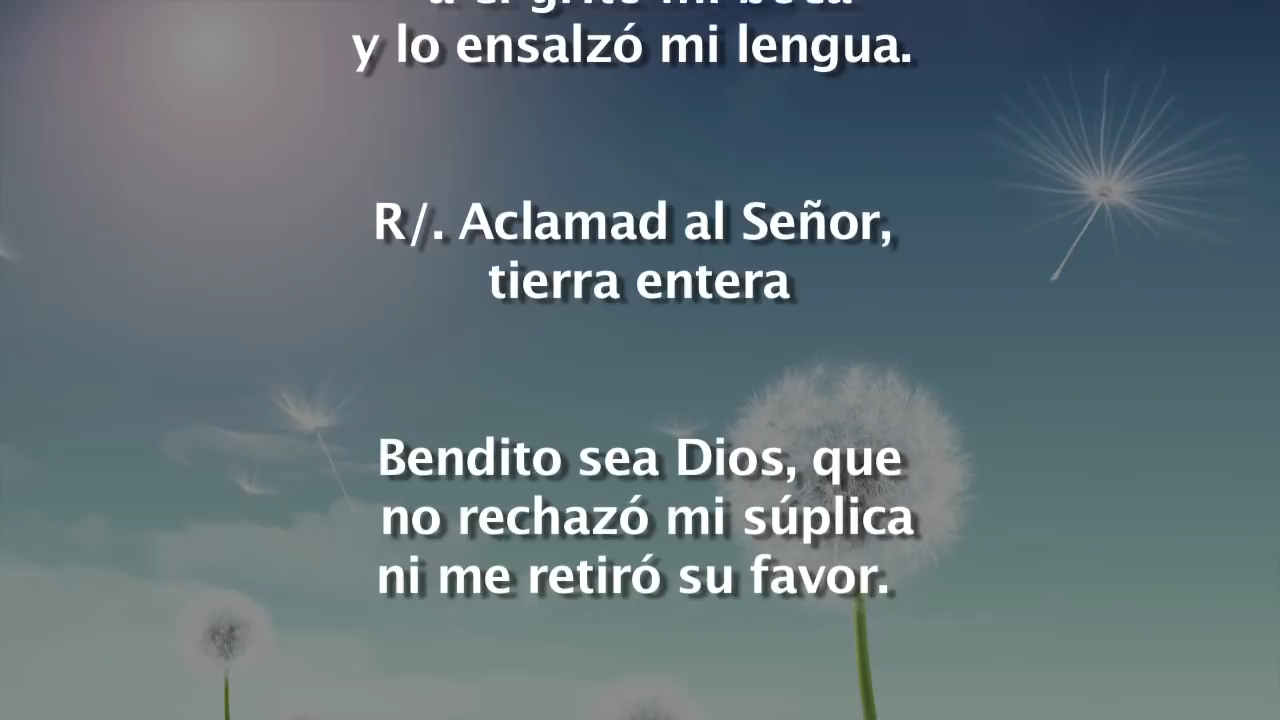 y lo ensalzó mi lengua.
R/. Aclamad al Señor,
tierra entera
Bendito sea Dios, que
no rechazó mi súplica
ni me retiró su favor.